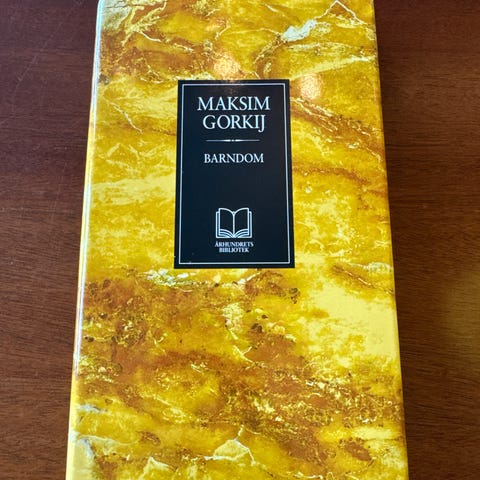 MAKSIM
GORKIJ
BARNDOM
ÅRHUNDRETS
BIBLIOTEK